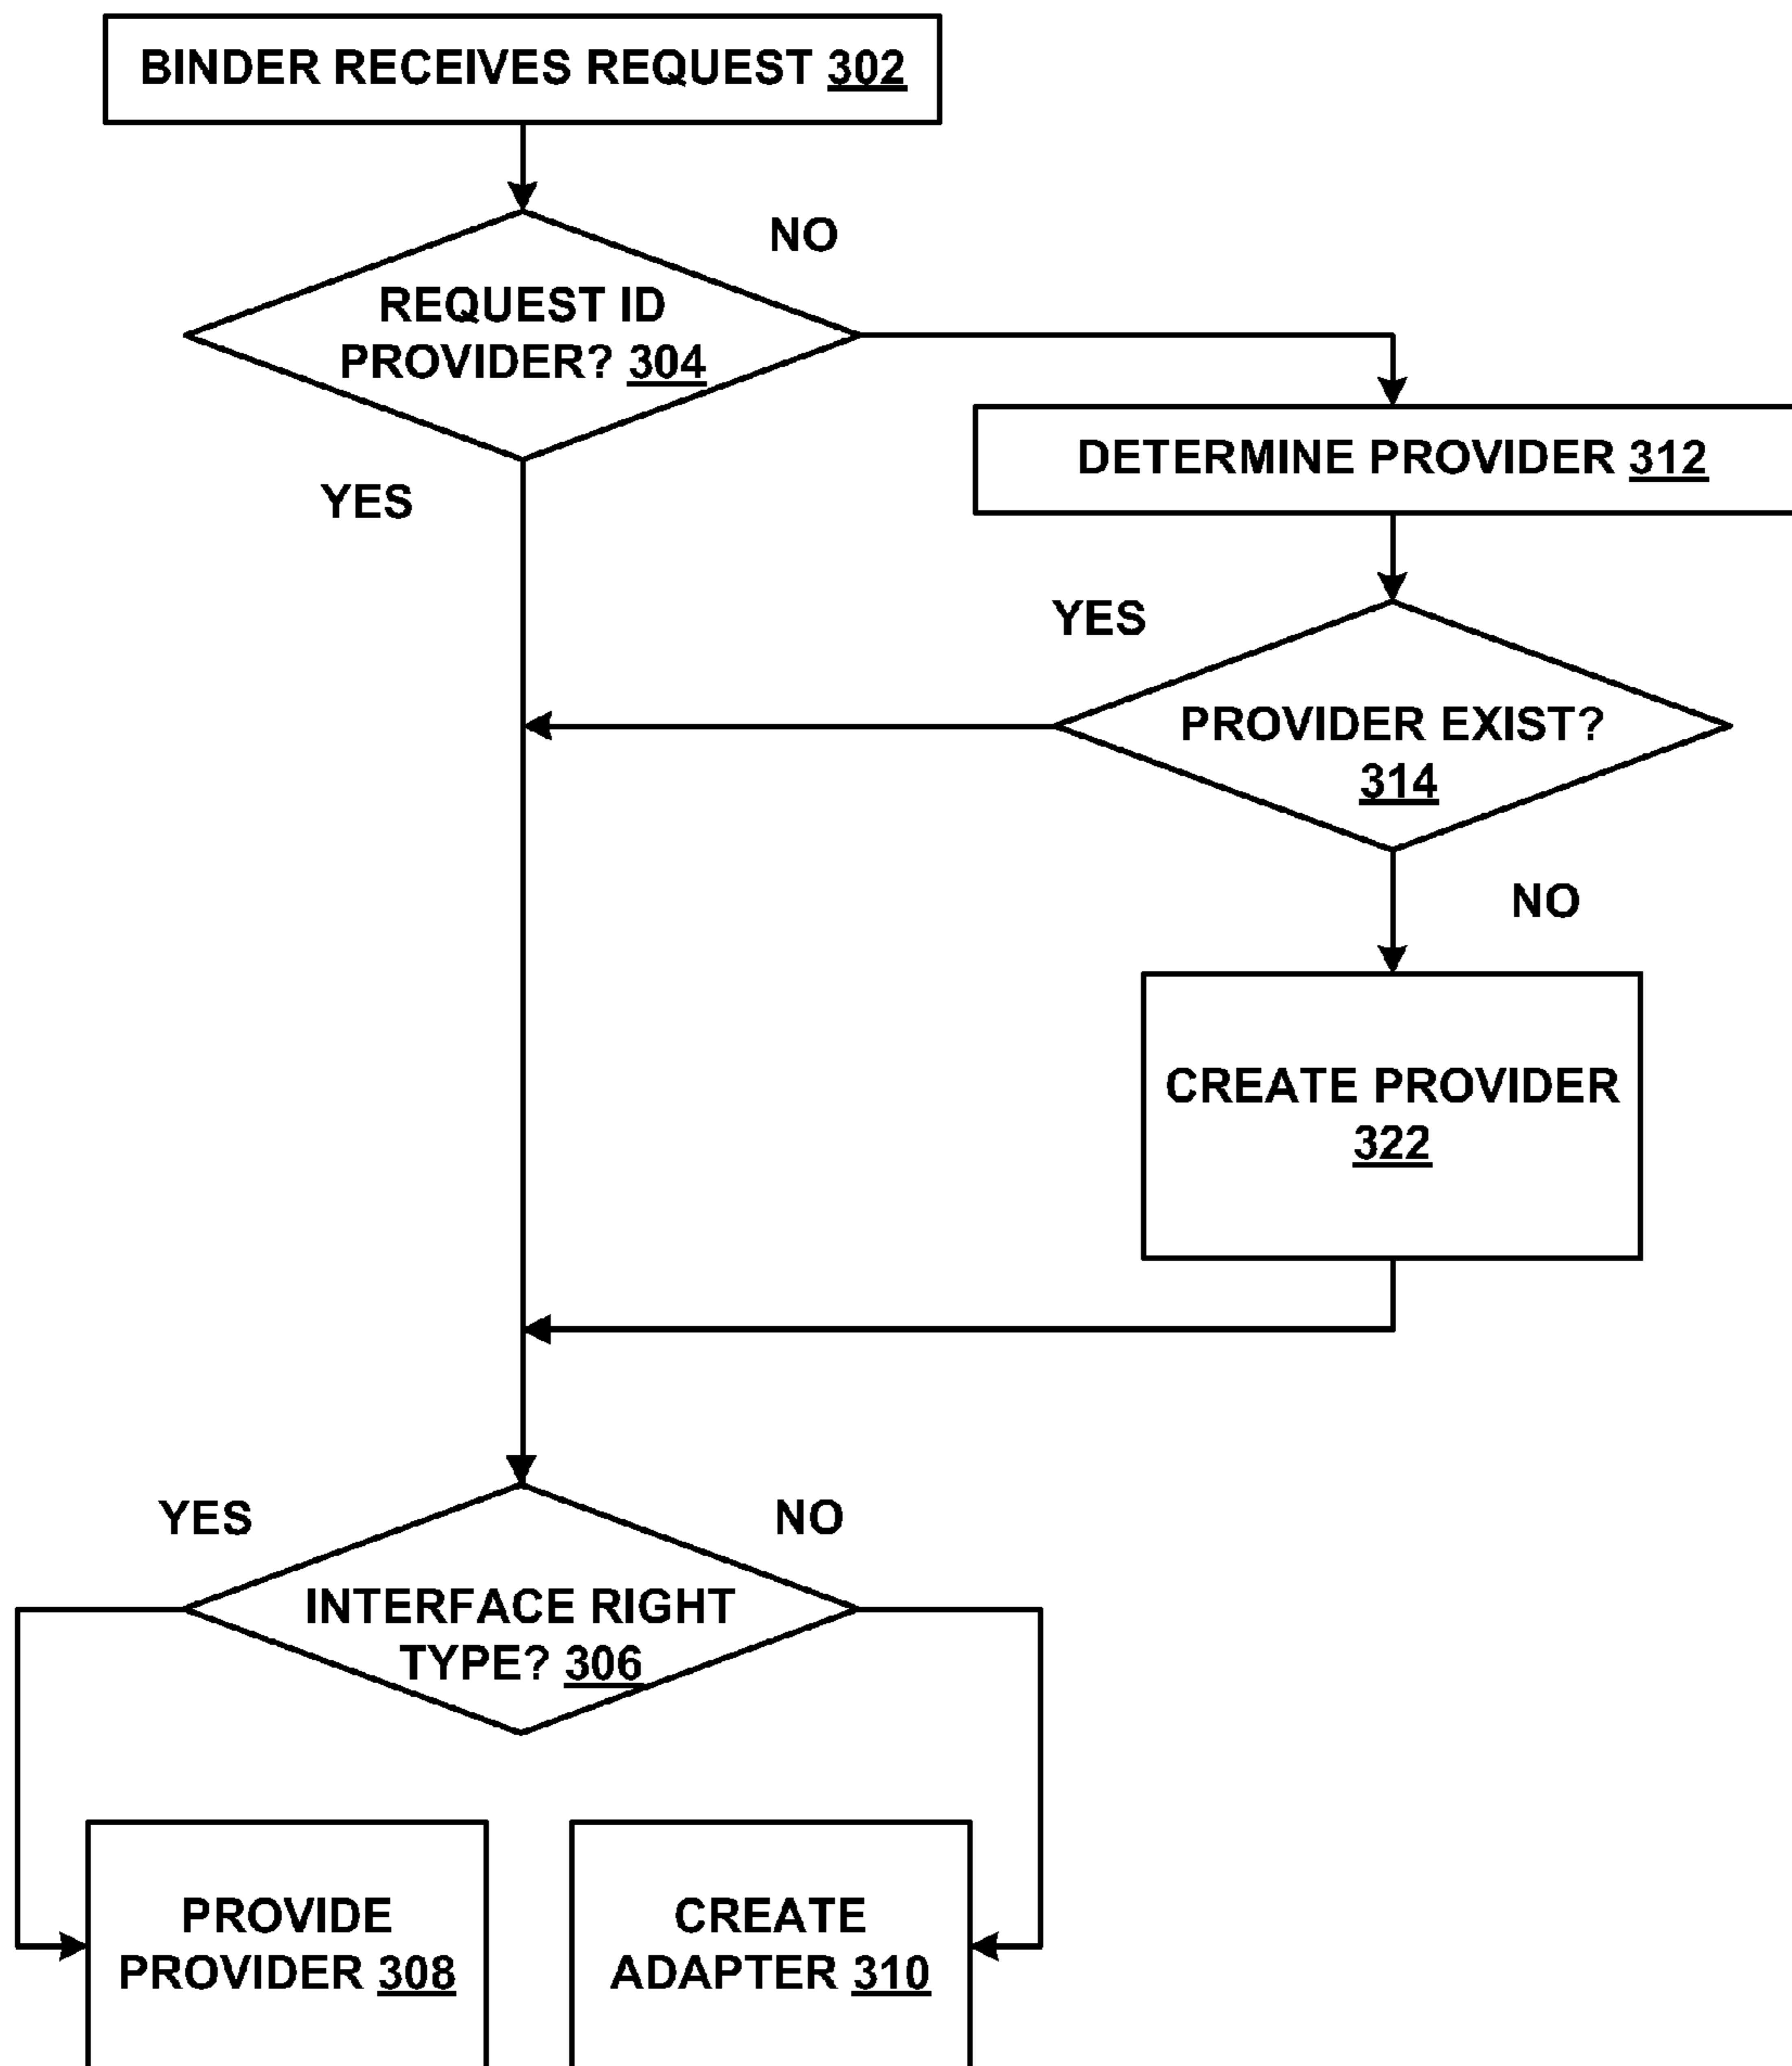 BINDER RECEIVES REQUEST 302
NO
REQUEST ID
PROVIDER? 304
DETERMINE PROVIDER 312
YES
YES
PROVIDER EXIST?
314
NO
CREATE PROVIDER
322
YES
NO
INTERFACE RIGHT
TYPE? 306
PROVIDE
PROVIDER 308
CREATE
ADAPTER 310